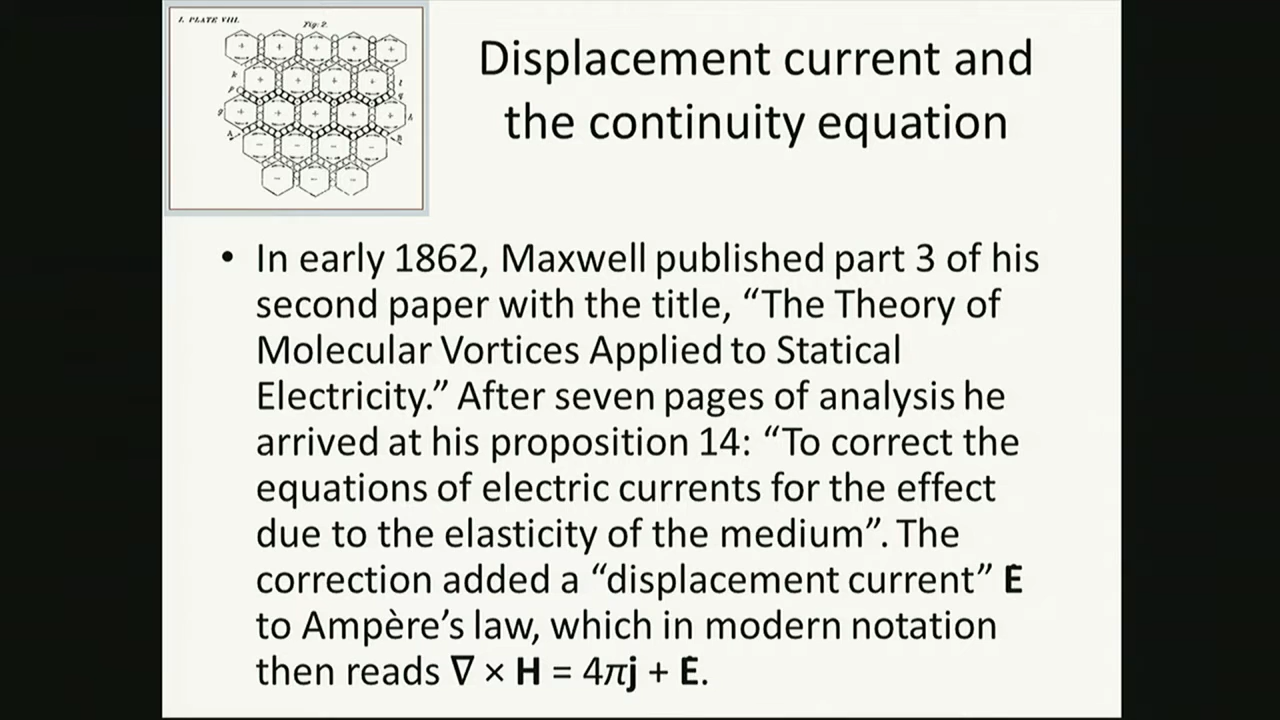 I. PLATE VIII.
Fig. 2.
Displacement current and
the continuity equation
• In early 1862, Maxwell published part 3 of his
second paper with the title, “The Theory of
Molecular Vortices Applied to Statical
Electricity.” After seven pages of analysis he
arrived at his proposition 14: “To correct the
equations of electric currents for the effect
due to the elasticity of the medium”. The
correction added a “displacement current” Ė
to Ampère’s law, which in modern notation
then reads ∇ × H = 4πj + Ė.